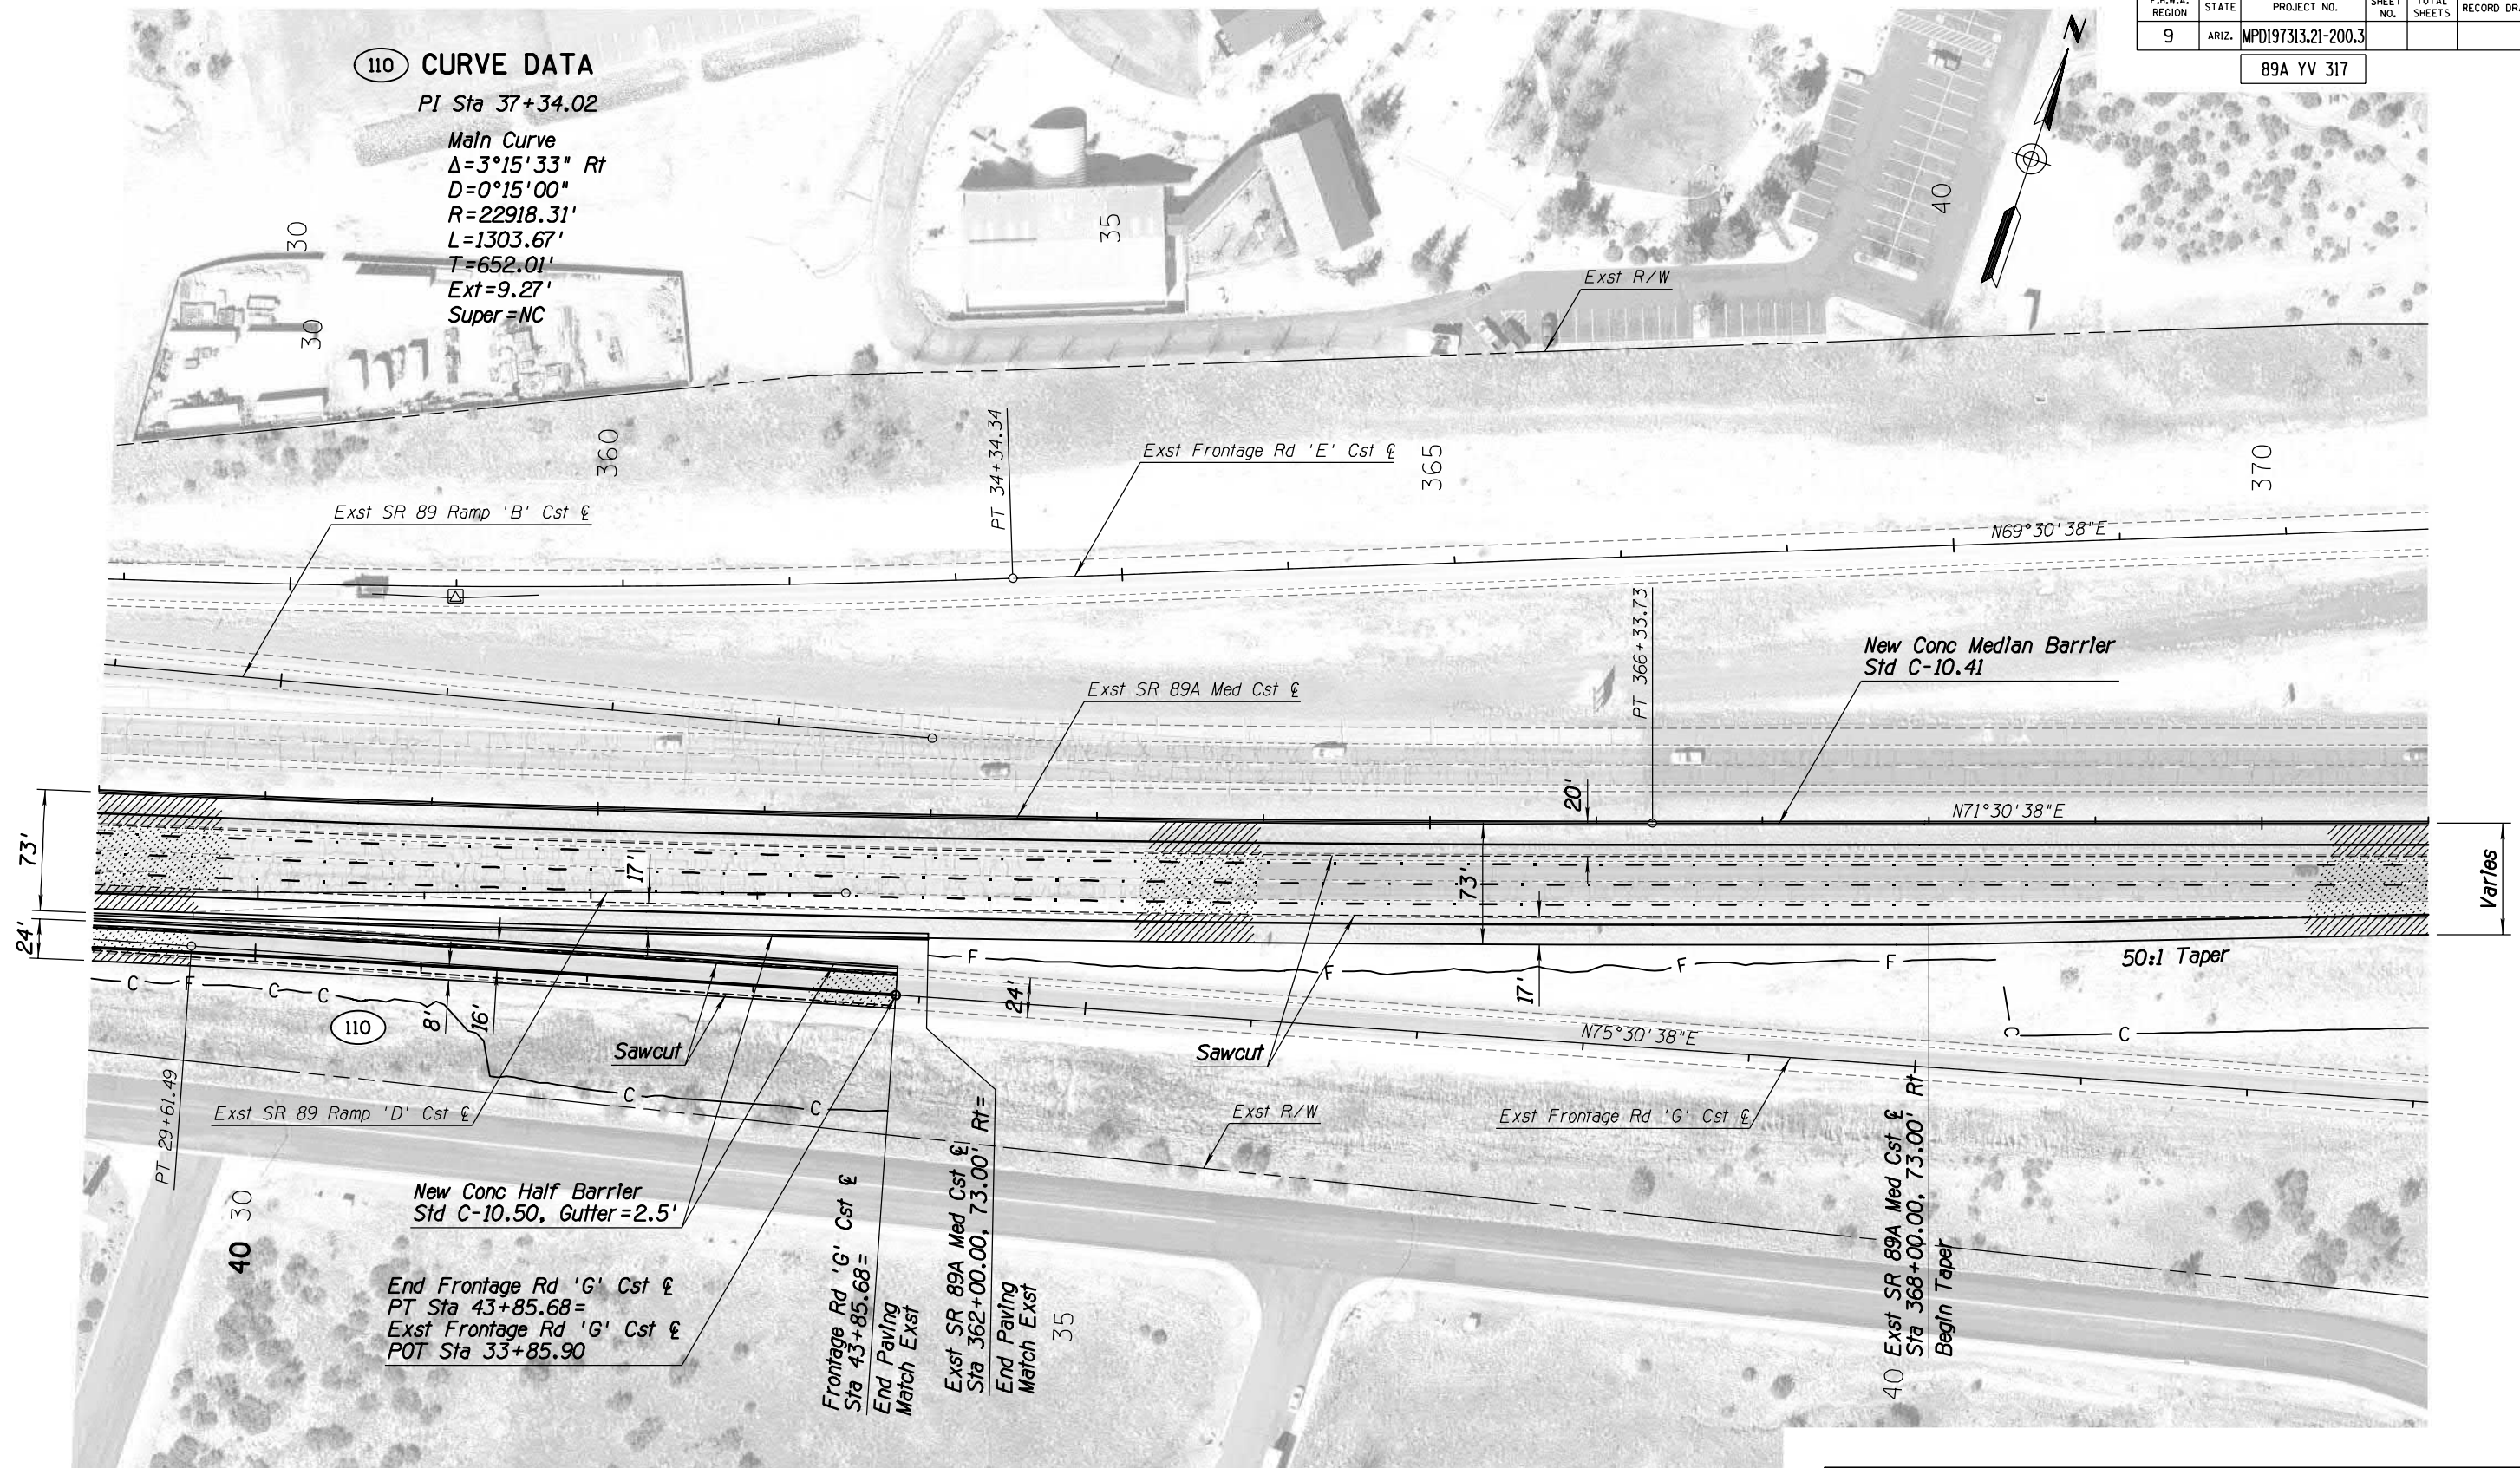 F.H.W.A. REGION
STATE
PROJECT NO.
SHEET NO.
TOTAL SHEETS
9
ARIZ.
MPD197313.21-200.3
89A YV 317
110 CURVE DATA
PI Sta 37+34.02
Main Curve
Δ=3°15'33" Rt
D=0°15'00"
R=22918.31'
L=1303.67'
T=652.01'
Ext=9.27'
Super=NC
N
30
30
35
40
Exst R/W
360
365
370
PT 34+34.34
Exst Frontage Rd 'E' Cst ℄
Exst SR 89 Ramp 'B' Cst ℄
N69°30'38"E
PT 366+33.73
New Conc Median Barrier
Std C-10.41
Exst SR 89A Med Cst ℄
N71°30'38"E
20'
73'
24'
17'
73'
Varies
F
F
F
F
50:1 Taper
C
F
C
C
110
8'
16'
Sawcut
24'
Sawcut
17'
N75°30'38"E
C
C
C
C
PT 29+61.49
Exst SR 89 Ramp 'D' Cst ℄
Exst R/W
Exst Frontage Rd 'G' Cst ℄
30
40
New Conc Half Barrier
Std C-10.50, Gutter=2.5'
End Frontage Rd 'G' Cst ℄
PT Sta 43+85.68=
Exst Frontage Rd 'G' Cst ℄
POT Sta 33+85.90
Frontage Rd 'G' Cst ℄
Sta 43+85.68=
End Paving
Match Exst
Exst SR 89A Med Cst ℄
Sta 362+00.00, 73.00' Rt=
End Paving
Match Exst
35
40
Exst SR 89A Med Cst ℄
Sta 368+00.00, 73.00' Rt
Begin Taper